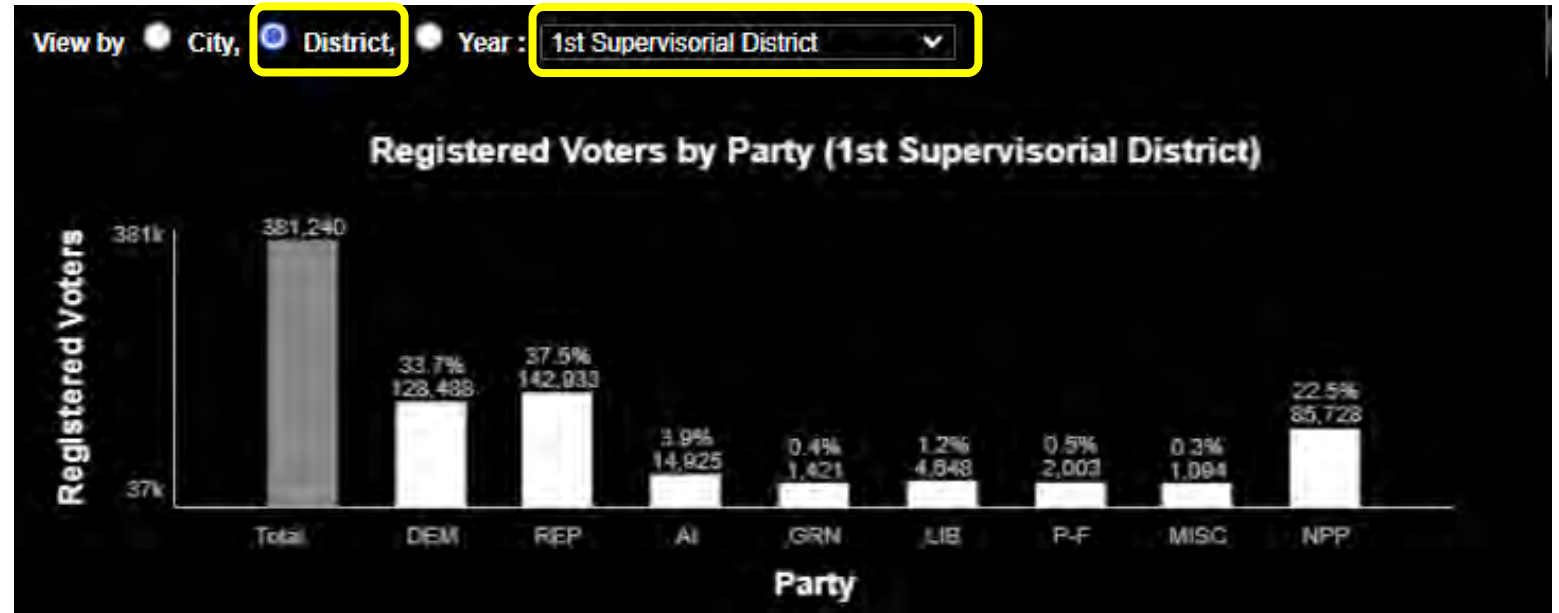 View by City, District, Year : 1st Supervisorial District
Registered Voters by Party (1st Supervisorial District)
Registered Voters
381k
37k
381,240
33.7%
128,488
37.5%
142,933
3.9%
14,925
0.4%
1,421
1.2%
4,648
0.5%
2,003
0.3%
1,094
22.5%
85,728
Total DEM REP AI GRN LIB P-F MISC NPP
Party